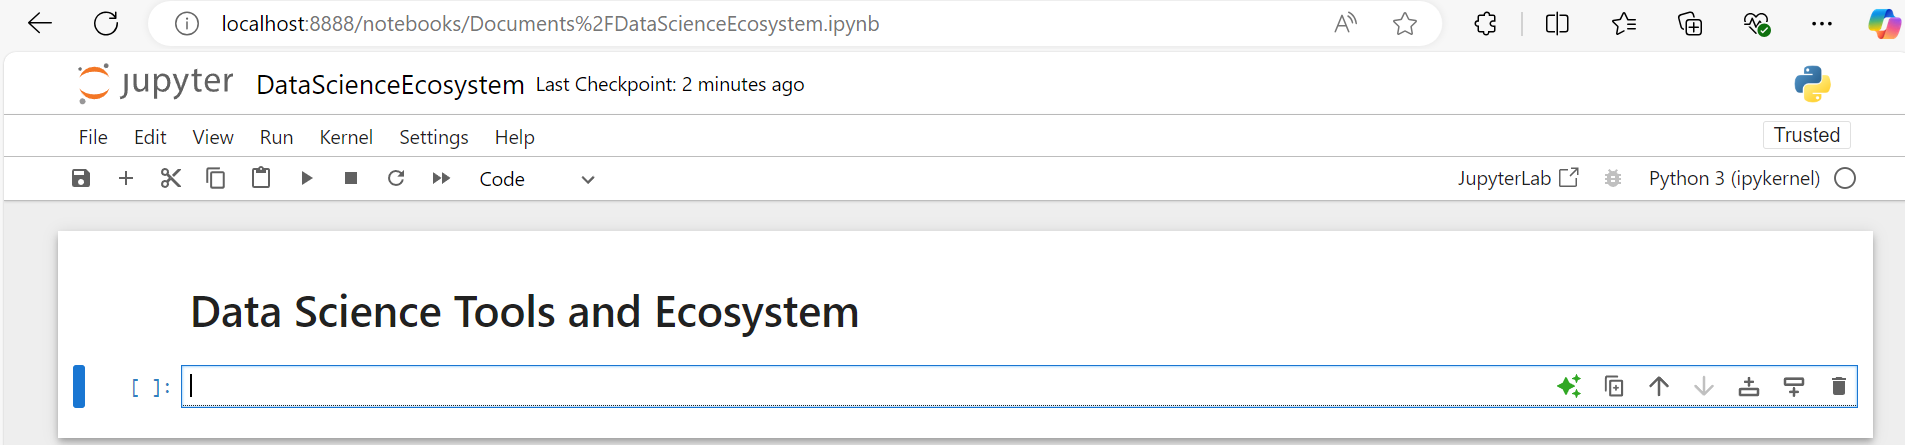 localhost:8888/notebooks/Documents%2FDataScienceEcosystem.ipynb
jupyter DataScienceEcosystem Last Checkpoint: 2 minutes ago
File Edit View Run Kernel Settings Help Trusted
Code JupyterLab Python 3 (ipykernel)
Data Science Tools and Ecosystem
[ ]: